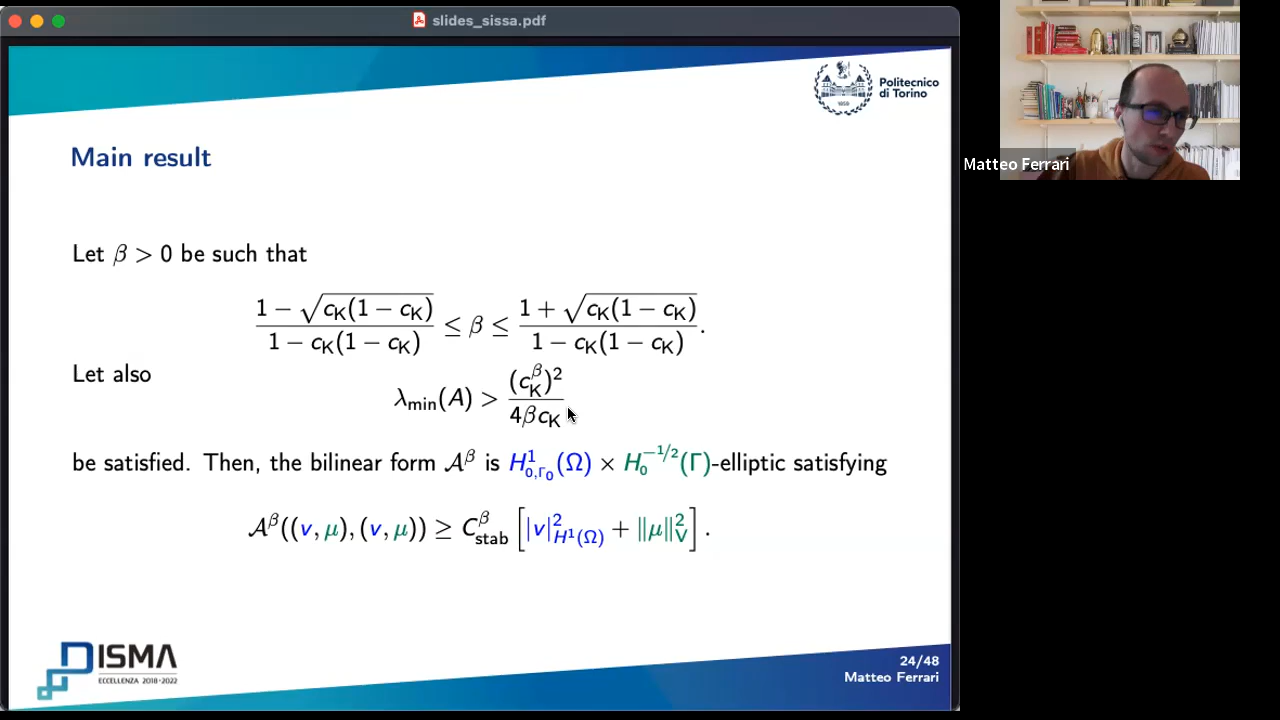 slides_sissa.pdf
Politecnico
di Torino
1859
Matteo Ferrari
Main result
Let β > 0 be such that
(1 − √(c_K(1 − c_K))) / (1 − c_K(1 − c_K)) ≤ β ≤ (1 + √(c_K(1 − c_K))) / (1 − c_K(1 − c_K)).
Let also
λ_min(A) > (c_K^β)^2 / (4βc_K)
be satisfied. Then, the bilinear form 𝒜^β is H^1_{0,Γ_0}(Ω) × H_0^{−1/2}(Γ)-elliptic satisfying
𝒜^β((v, μ), (v, μ)) ≥ C^β_stab [|v|^2_{H^1(Ω)} + ‖μ‖^2_V].
DISMA
ECCELLENZA 2018·2022
24/48
Matteo Ferrari